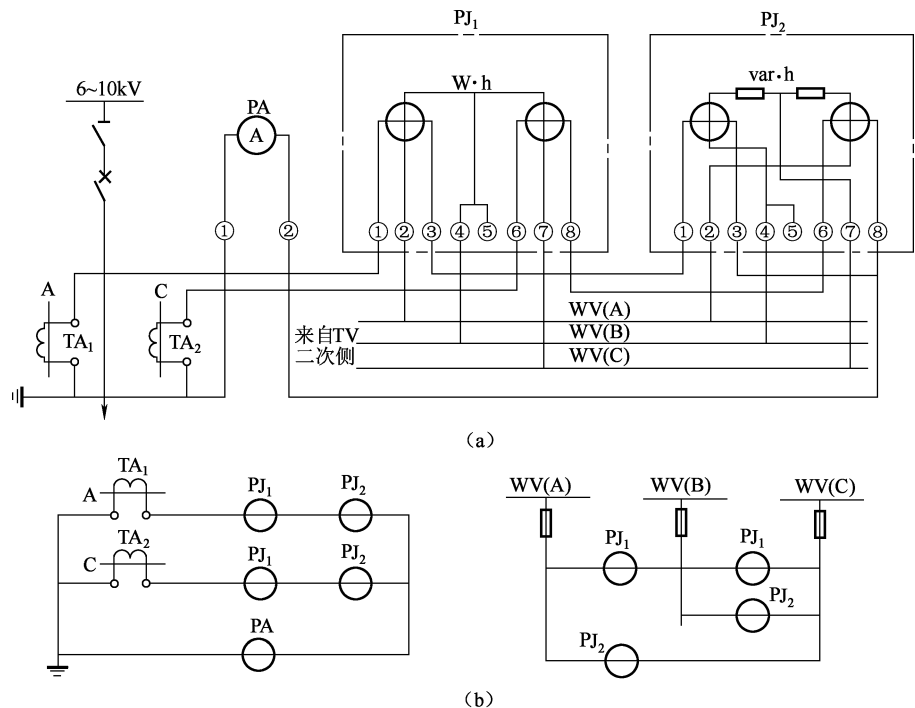 PJ₁ PJ₂
6~10kV PA W·h var·h
A
① ② ① ② ③ ④ ⑤ ⑥ ⑦ ⑧ ① ② ③ ④ ⑤ ⑥ ⑦ ⑧
A C
TA₁ TA₂
WV(A)
来自TV WV(B)
二次侧 WV(C)
(a)
TA₁
A PJ₁ PJ₂
TA₂
C PJ₁ PJ₂
PA
WV(A) WV(B) WV(C)
PJ₁ PJ₁
PJ₂
PJ₂
(b)